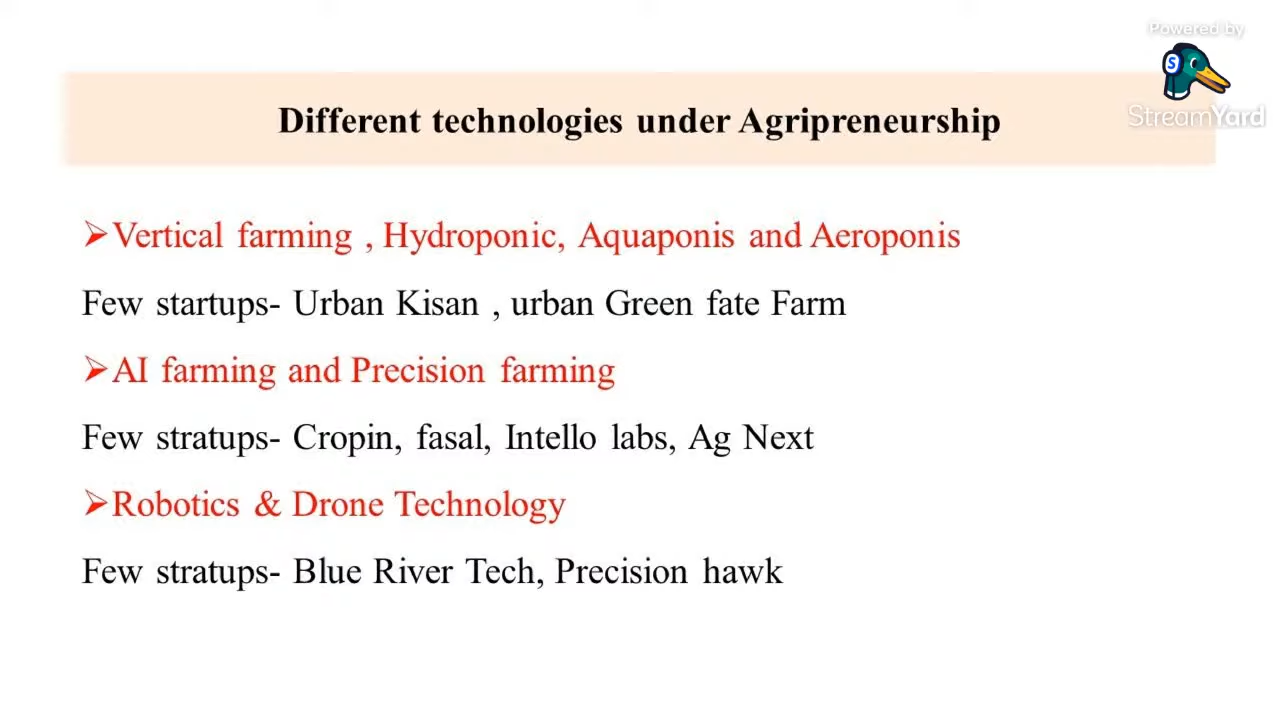 Powered by
StreamYard
Different technologies under Agripreneurship
➢Vertical farming , Hydroponic, Aquaponis and Aeroponis
Few startups- Urban Kisan , urban Green fate Farm
➢AI farming and Precision farming
Few stratups- Cropin, fasal, Intello labs, Ag Next
➢Robotics & Drone Technology
Few stratups- Blue River Tech, Precision hawk